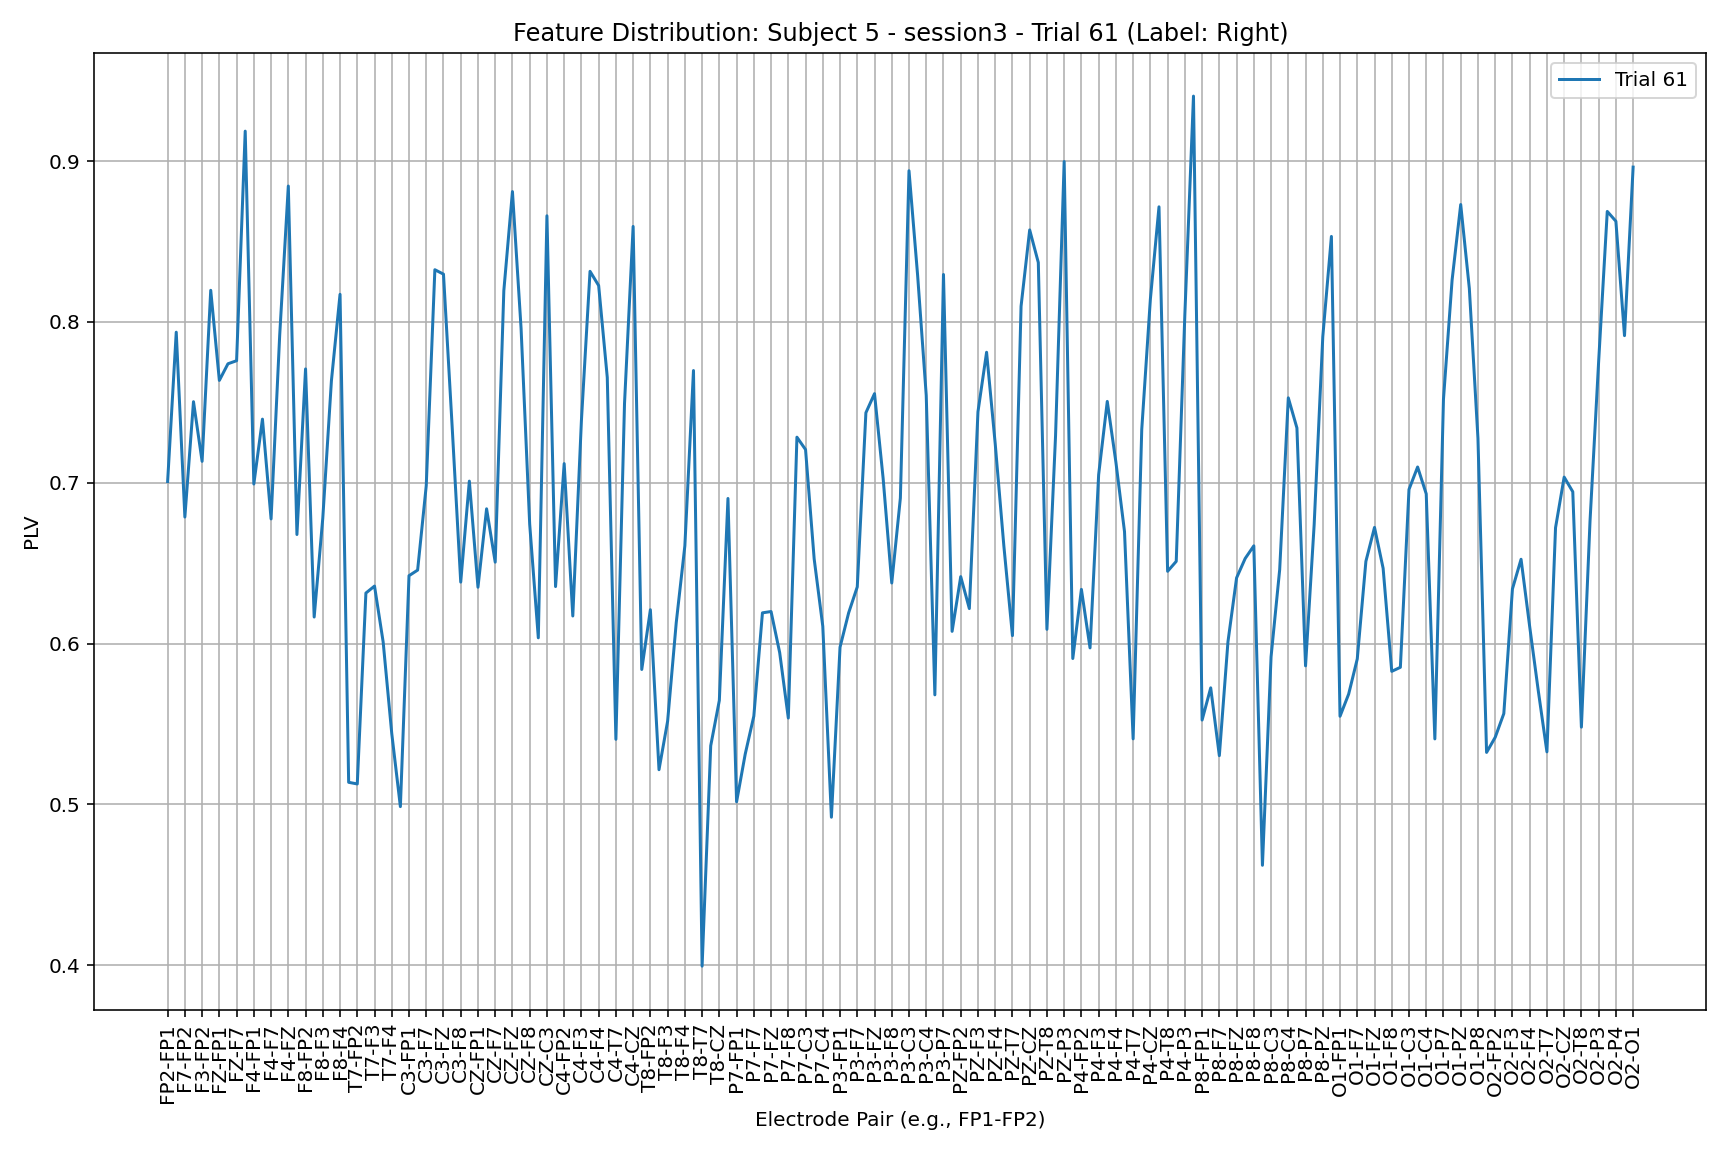 Feature Distribution: Subject 5 - session3 - Trial 61 (Label: Right)
Trial 61
PLV
0.9
0.8
0.7
0.6
0.5
0.4
FP2-FP1
F7-FP2
F3-FP2
FZ-FP1
FZ-F7
F4-FP1
F4-F7
F4-FZ
F8-FP2
F8-F3
F8-F4
T7-FP2
T7-F3
T7-F4
C3-FP1
C3-F7
C3-FZ
C3-F8
CZ-FP1
CZ-F7
CZ-FZ
CZ-F8
CZ-C3
C4-FP2
C4-F3
C4-F4
C4-T7
C4-CZ
T8-FP2
T8-F3
T8-F4
T8-T7
T8-CZ
P7-FP1
P7-F7
P7-FZ
P7-F8
P7-C3
P7-C4
P3-FP1
P3-F7
P3-FZ
P3-F8
P3-C3
P3-C4
P3-P7
PZ-FP2
PZ-F3
PZ-F4
PZ-T7
PZ-CZ
PZ-T8
PZ-P3
P4-FP2
P4-F3
P4-F4
P4-T7
P4-CZ
P4-T8
P4-P3
P8-FP1
P8-F7
P8-FZ
P8-F8
P8-C3
P8-C4
P8-P7
P8-PZ
O1-FP1
O1-F7
O1-FZ
O1-F8
O1-C3
O1-C4
O1-P7
O1-PZ
O1-P8
O2-FP2
O2-F3
O2-F4
O2-T7
O2-CZ
O2-T8
O2-P3
O2-P4
O2-O1
Electrode Pair (e.g., FP1-FP2)